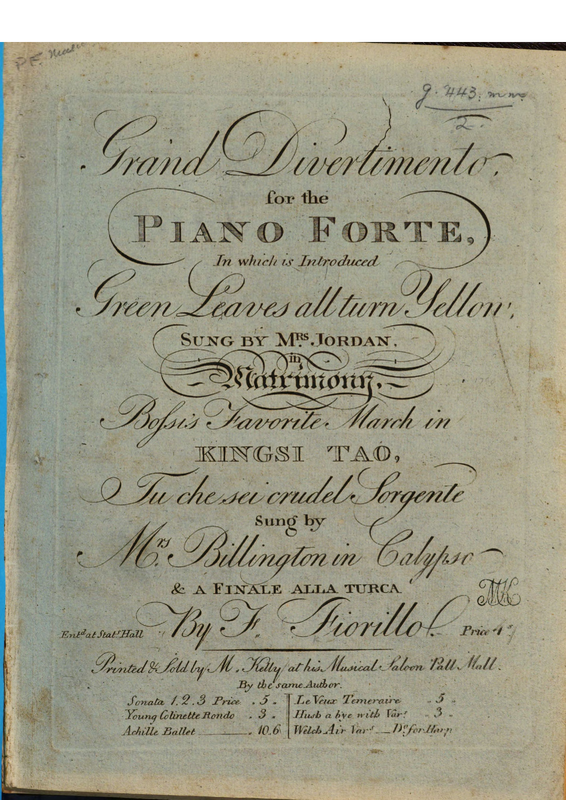 P.E.
g. 443. m m.
2.
Grand Divertimento,
for the
PIANO FORTE,
In which is Introduced
Green Leaves all turn Yellow,
SUNG BY MRS. JORDAN,
in
Matrimony,
Bossi's Favorite March in
KINGSI TAO,
Tu che sei crudel Sorgente
Sung by
Mrs. Billington in Calypso
& A FINALE ALLA TURCA
MK
Entd. at Statrs. Hall By F. Fiorillo. Price 4s/
Printed & Sold by M. Kelly at his Musical Saloon Pall Mall.
By the same Author.
Sonata 1. 2. 3 Price . 5 . Le Veux Temeraire . 5 .
Young Colinette Rondo . 3 . Hush a bye with Vars. . 3 .
Achille Ballet . 10.6 Welch Air Vars. Do. for Harp